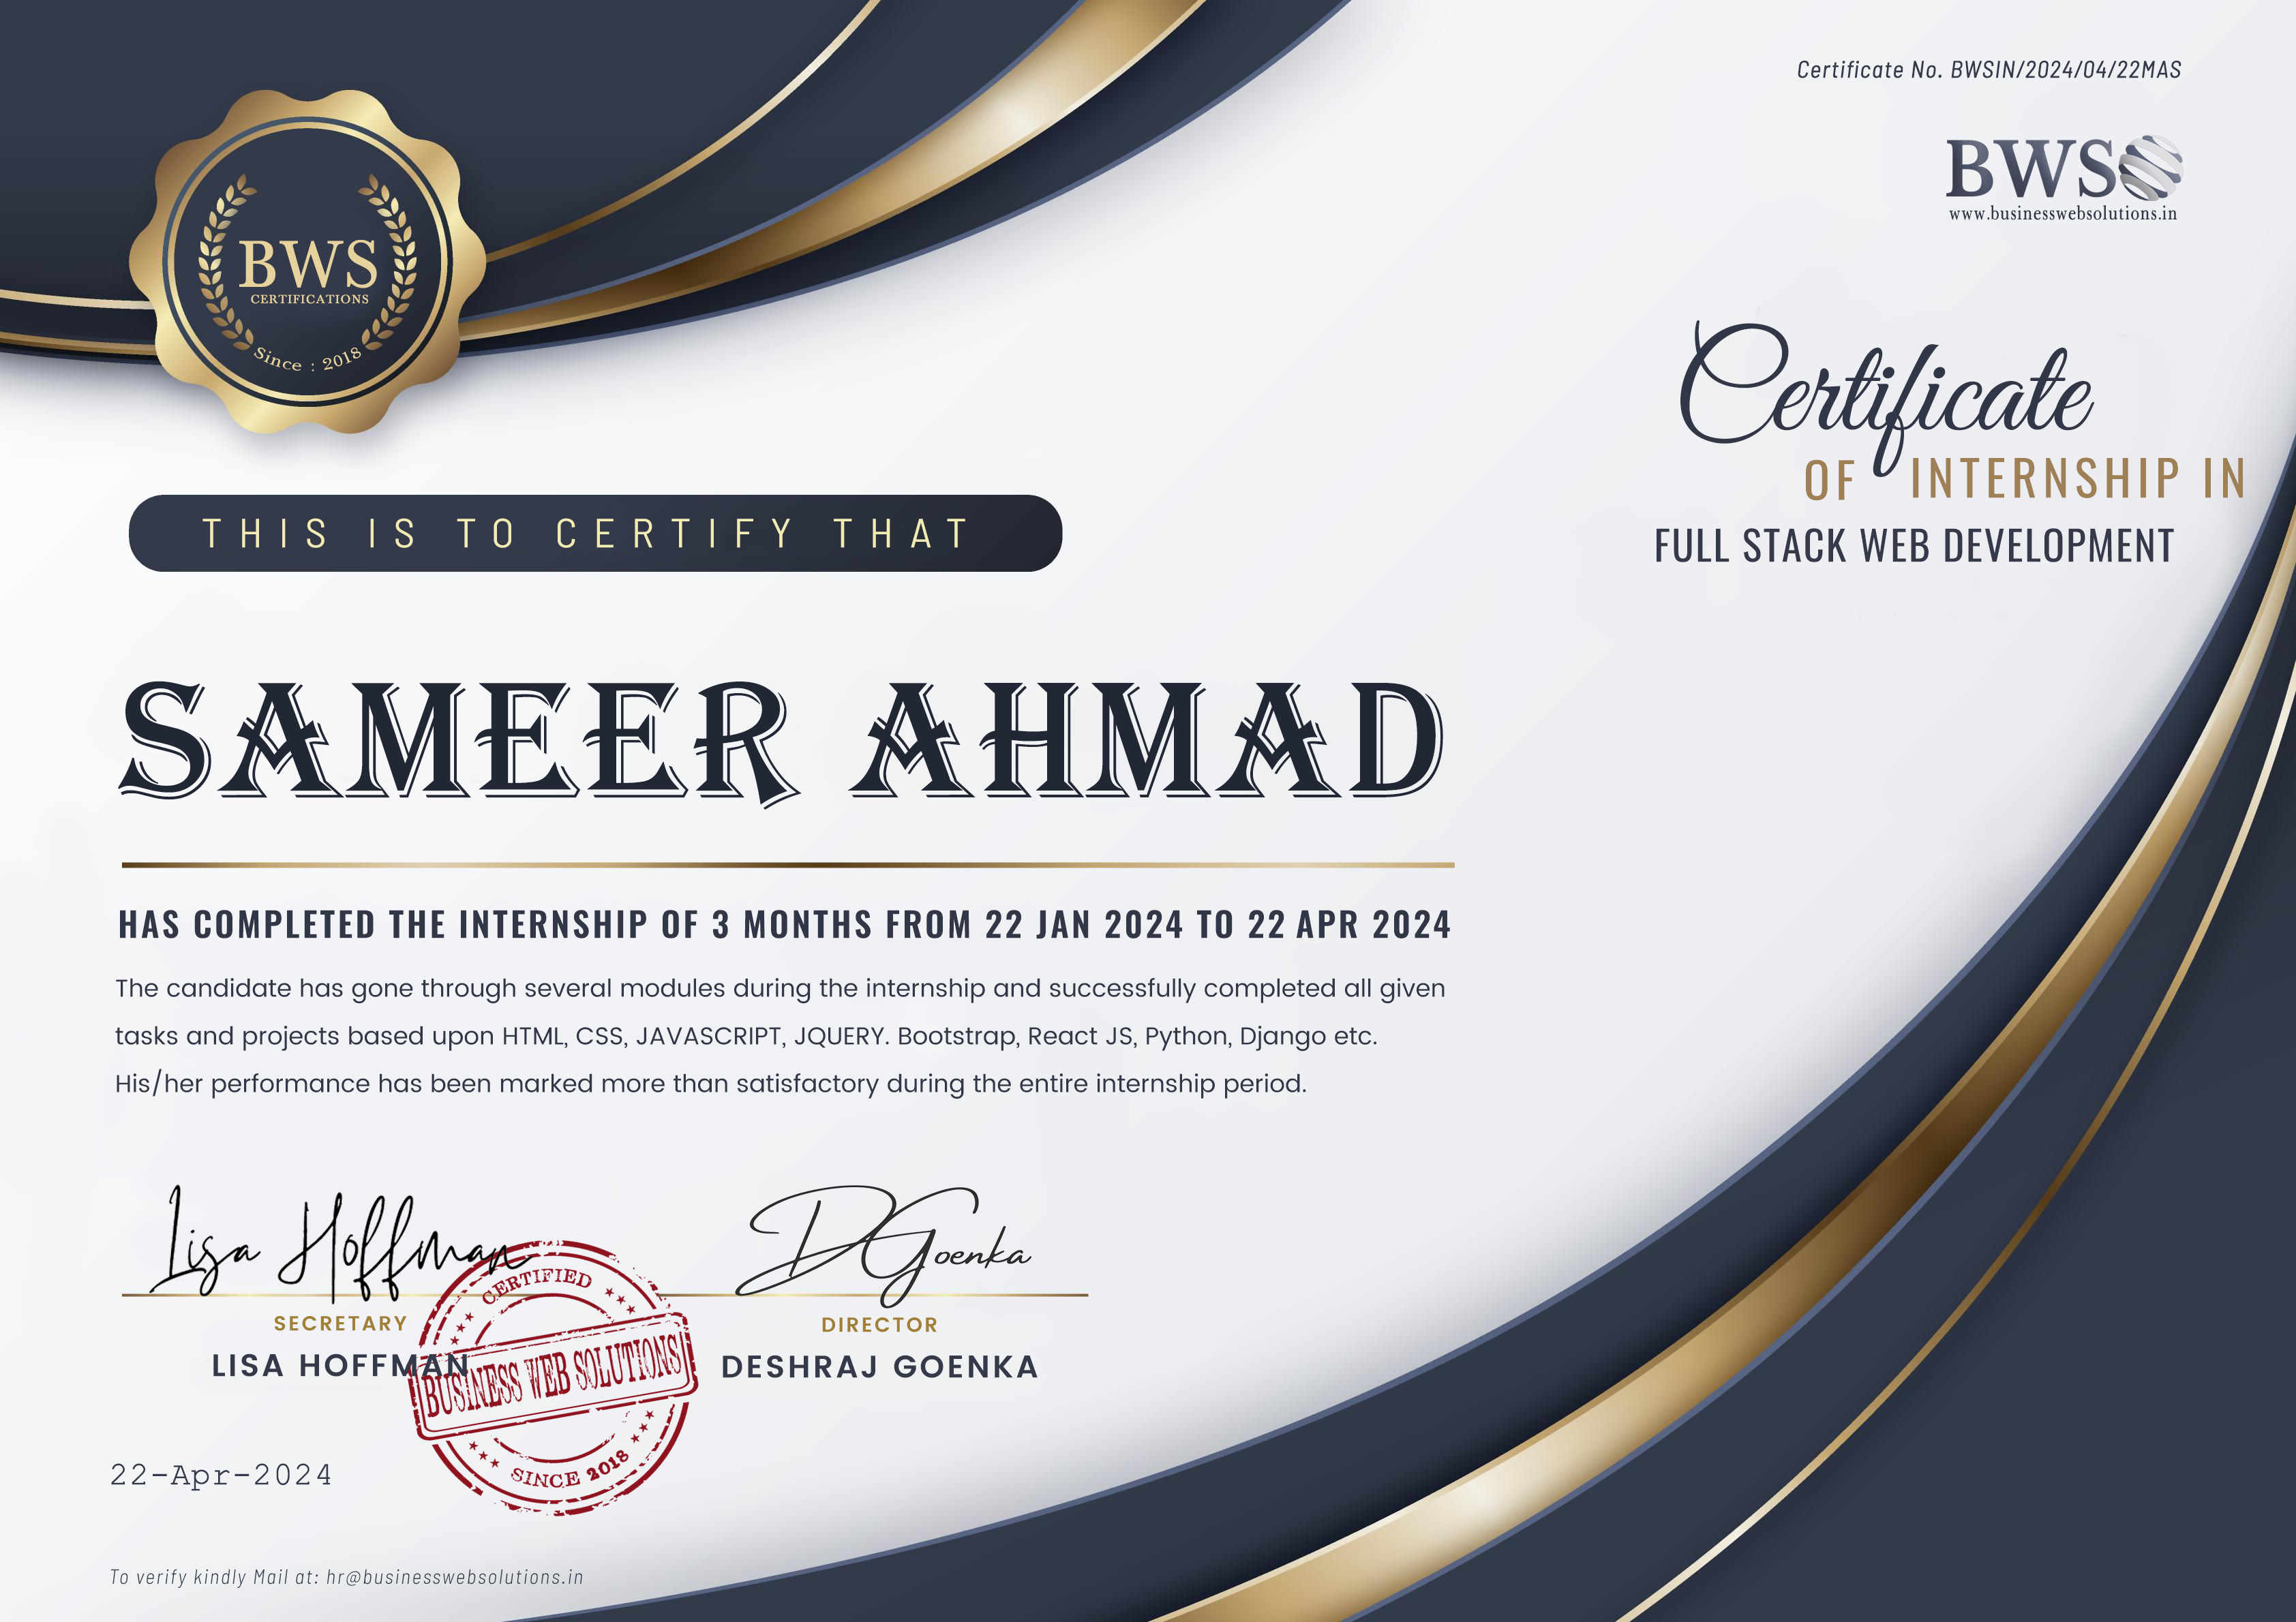 Certificate No. BWSIN/2024/04/22MAS
BWS
www.businesswebsolutions.in
BWS
CERTIFICATIONS
Since : 2018
Certificate
OF INTERNSHIP IN
FULL STACK WEB DEVELOPMENT
THIS IS TO CERTIFY THAT
SAMEER AHMAD
HAS COMPLETED THE INTERNSHIP OF 3 MONTHS FROM 22 JAN 2024 TO 22 APR 2024
The candidate has gone through several modules during the internship and successfully completed all given
tasks and projects based upon HTML, CSS, JAVASCRIPT, JQUERY. Bootstrap, React JS, Python, Django etc.
His/her performance has been marked more than satisfactory during the entire internship period.
Lisa Hoffman
DGoenka
SECRETARY
DIRECTOR
LISA HOFFMAN
DESHRAJ GOENKA
CERTIFIED
BUSINESS WEB SOLUTIONS
SINCE 2018
22-Apr-2024
To verify kindly Mail at: hr@businesswebsolutions.in